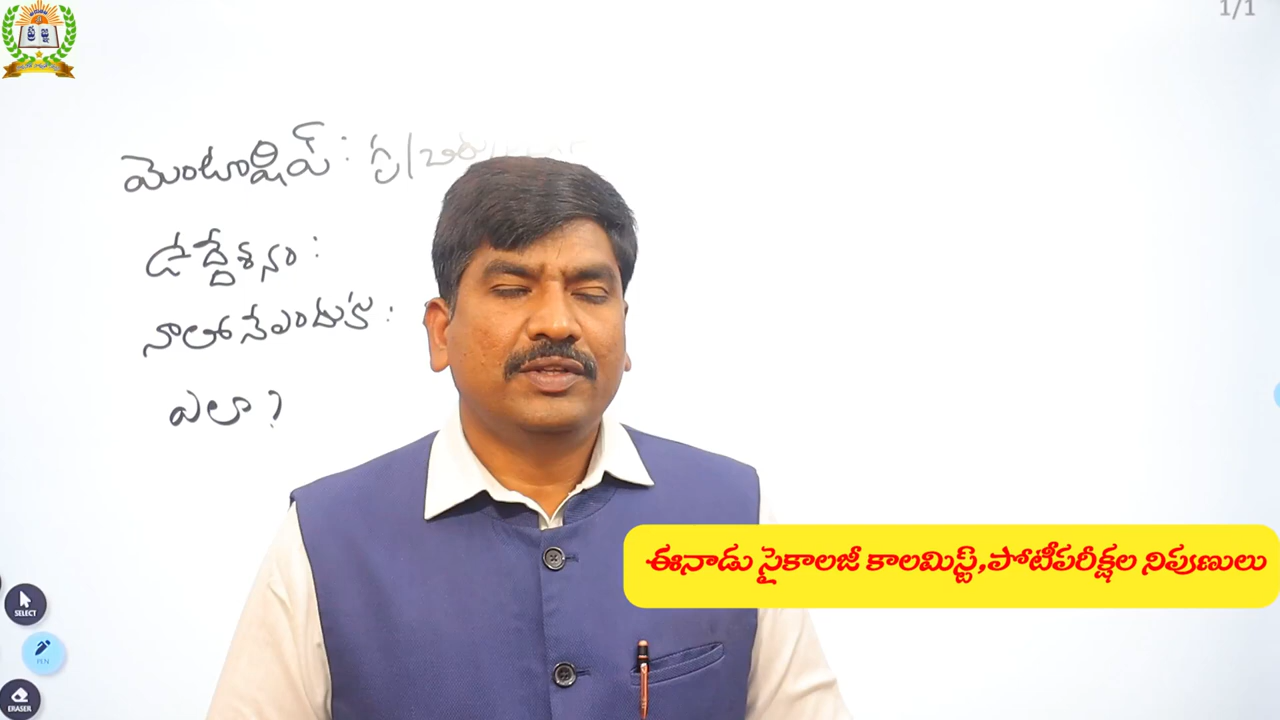 1/1
మెంటార్షిప్ :
ఉద్దేశ్యం :
నాలో నేఎందుకు :
ఎలా ?
ఈనాడు సైకాలజీ కాలమిస్ట్,పోటీపరీక్షల నిపుణులు
SELECT
PEN
ERASER